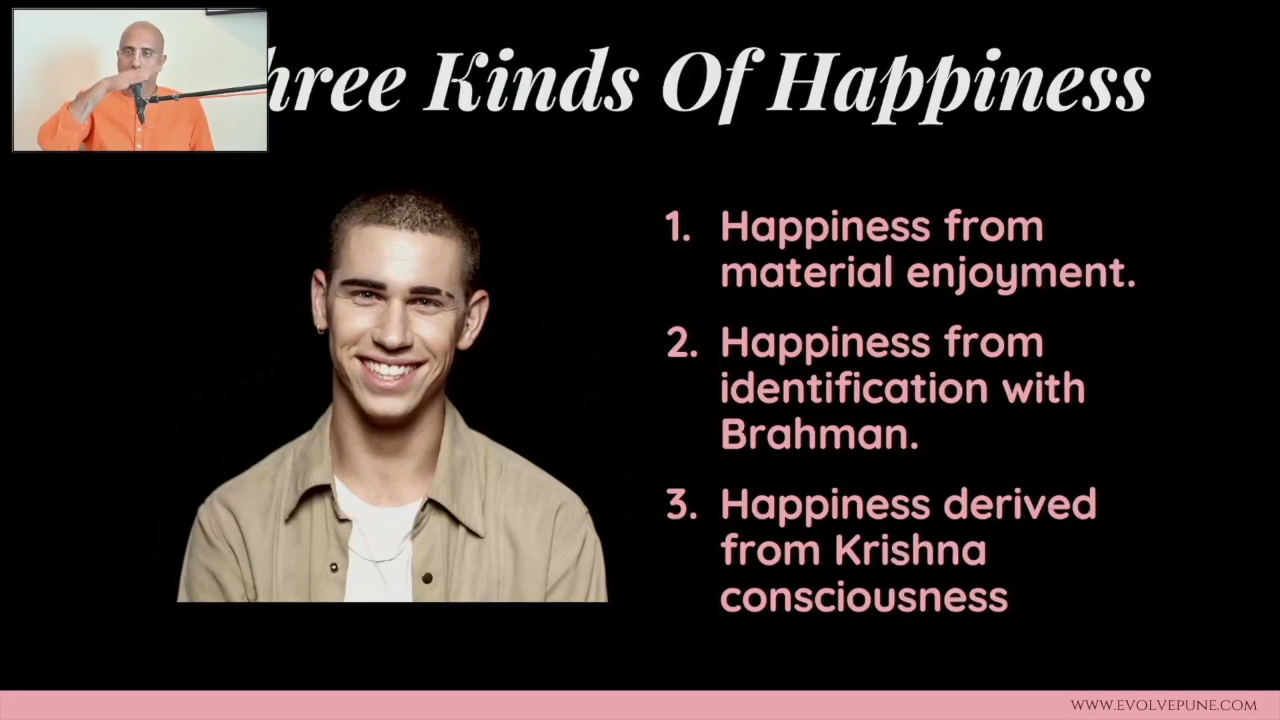 hree Kinds Of Happiness
1. Happiness from
material enjoyment.
2. Happiness from
identification with
Brahman.
3. Happiness derived
from Krishna
consciousness
WWW.EVOLVEPUNE.COM